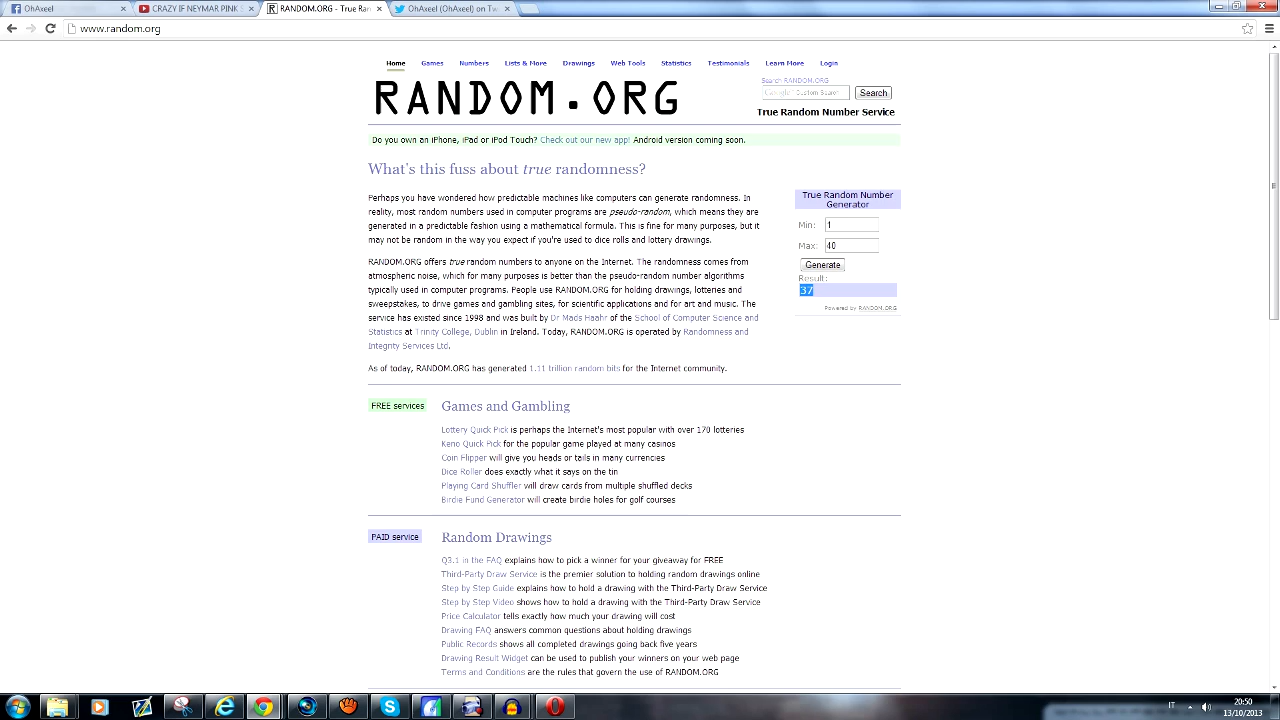 OhAxeel
CRAZY IF NEYMAR PINK S
RANDOM.ORG - True Ran
OhAxeel (OhAxeel) on Tw
www.random.org
Home Games Numbers Lists & More Drawings Web Tools Statistics Testimonials Learn More Login
RANDOM.ORG
Search RANDOM.ORG
Google™ Custom Search Search
True Random Number Service
Do you own an iPhone, iPad or iPod Touch? Check out our new app! Android version coming soon.
What's this fuss about true randomness?
Perhaps you have wondered how predictable machines like computers can generate randomness. In
reality, most random numbers used in computer programs are pseudo-random, which means they are
generated in a predictable fashion using a mathematical formula. This is fine for many purposes, but it
may not be random in the way you expect if you're used to dice rolls and lottery drawings.
RANDOM.ORG offers true random numbers to anyone on the Internet. The randomness comes from
atmospheric noise, which for many purposes is better than the pseudo-random number algorithms
typically used in computer programs. People use RANDOM.ORG for holding drawings, lotteries and
sweepstakes, to drive games and gambling sites, for scientific applications and for art and music. The
service has existed since 1998 and was built by Dr Mads Haahr of the School of Computer Science and
Statistics at Trinity College, Dublin in Ireland. Today, RANDOM.ORG is operated by Randomness and
Integrity Services Ltd.
As of today, RANDOM.ORG has generated 1.11 trillion random bits for the Internet community.
True Random Number
Generator
Min: 1
Max: 40
Generate
Result:
37
Powered by RANDOM.ORG
FREE services
Games and Gambling
Lottery Quick Pick is perhaps the Internet's most popular with over 170 lotteries
Keno Quick Pick for the popular game played at many casinos
Coin Flipper will give you heads or tails in many currencies
Dice Roller does exactly what it says on the tin
Playing Card Shuffler will draw cards from multiple shuffled decks
Birdie Fund Generator will create birdie holes for golf courses
PAID service
Random Drawings
Q3.1 in the FAQ explains how to pick a winner for your giveaway for FREE
Third-Party Draw Service is the premier solution to holding random drawings online
Step by Step Guide explains how to hold a drawing with the Third-Party Draw Service
Step by Step Video shows how to hold a drawing with the Third-Party Draw Service
Price Calculator tells exactly how much your drawing will cost
Drawing FAQ answers common questions about holding drawings
Public Records shows all completed drawings going back five years
Drawing Result Widget can be used to publish your winners on your web page
Terms and Conditions are the rules that govern the use of RANDOM.ORG
IT
20:50
13/10/2013